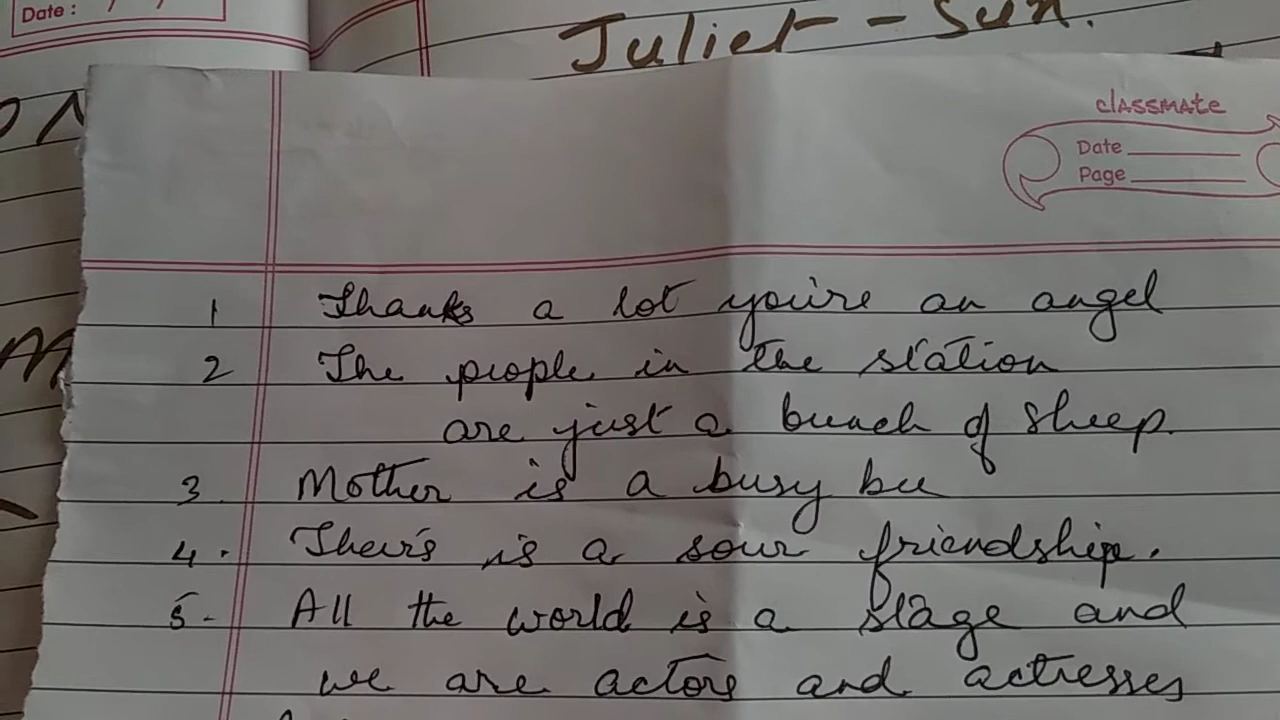 Date :
Juliet - Sun.
classmate
Date
Page
1 Thanks a lot you're an angel
2 The people in the station
are just a bunch of sheep.
3. Mother is a busy bee
4. Their's is a sour friendship.
5. All the world is a stage and
we are actors and actresses